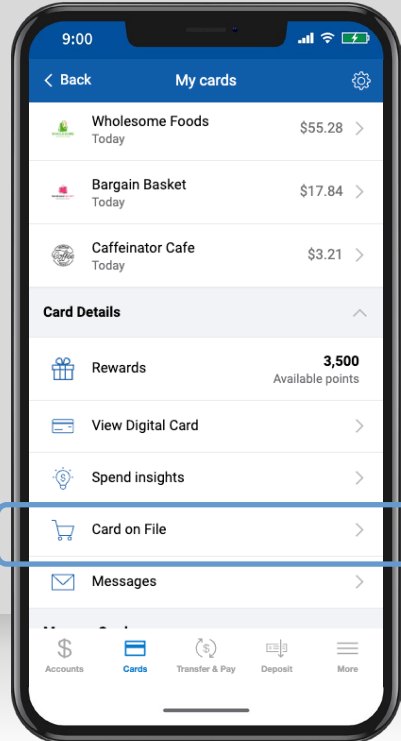 9:00
Back
My cards
Wholesome Foods
Today
$55.28
Bargain Basket
Today
$17.84
Caffeinator Cafe
Today
$3.21
Card Details
Rewards
3,500
Available points
View Digital Card
Spend insights
Card on File
Messages
Accounts
Cards
Transfer & Pay
Deposit
More